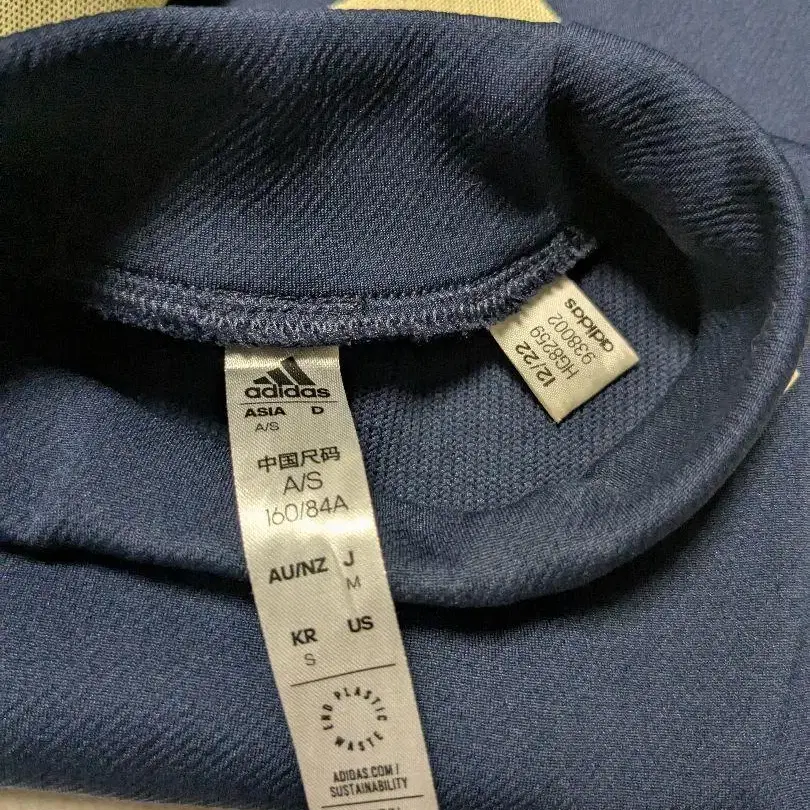 adidas
ASIA D
A/S
中国尺码
A/S
160/84A
AU/NZ J
M
KR US
S
END PLASTIC WASTE
ADIDAS.COM/
SUSTAINABILITY
12/22
HG8259
938002
adidas